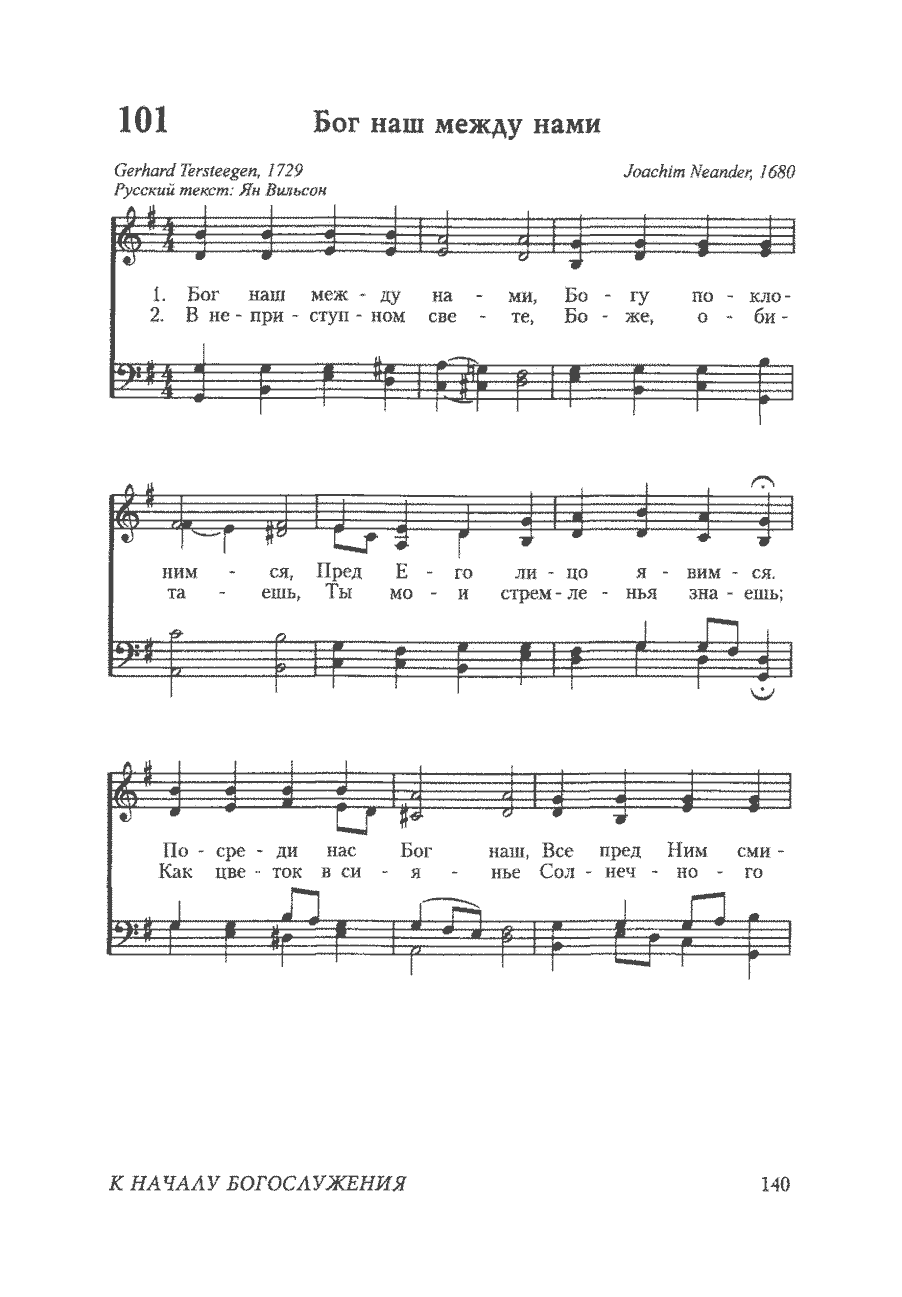 101 Бог наш между нами
Gerhard Tersteegen, 1729 Joachim Neander, 1680
Русский текст: Ян Вильсон
1. Бог наш меж - ду на - ми, Бо - гу по - кло-
2. В не - при - ступ - ном све - те, Бо - же, о - би -
ним - ся, Пред Е - го ли - цо я - вим - ся.
та - ешь, Ты мо - и стрем - ле - нья зна - ешь;
По - сре - ди нас Бог наш, Все пред Ним сми -
Как цве - ток в си - я - нье Сол - неч - но - го
К НАЧАЛУ БОГОСЛУЖЕНИЯ 140